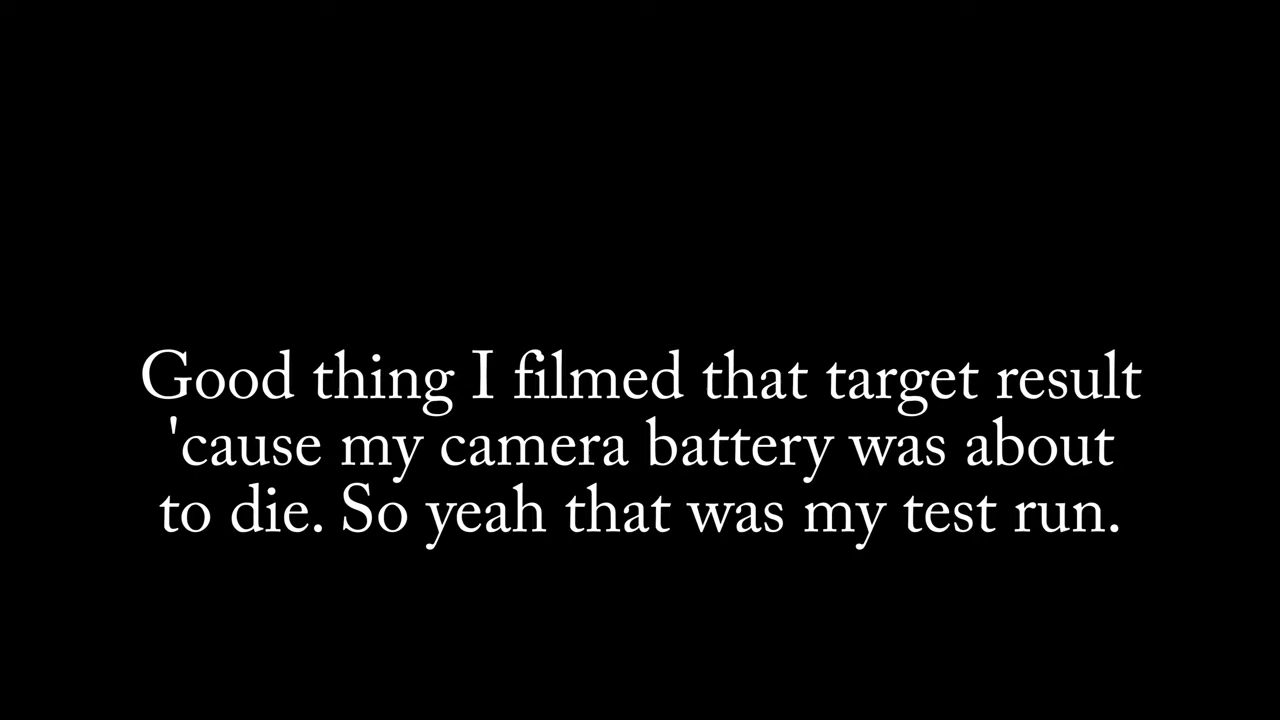 Good thing I filmed that target result
'cause my camera battery was about
to die. So yeah that was my test run.